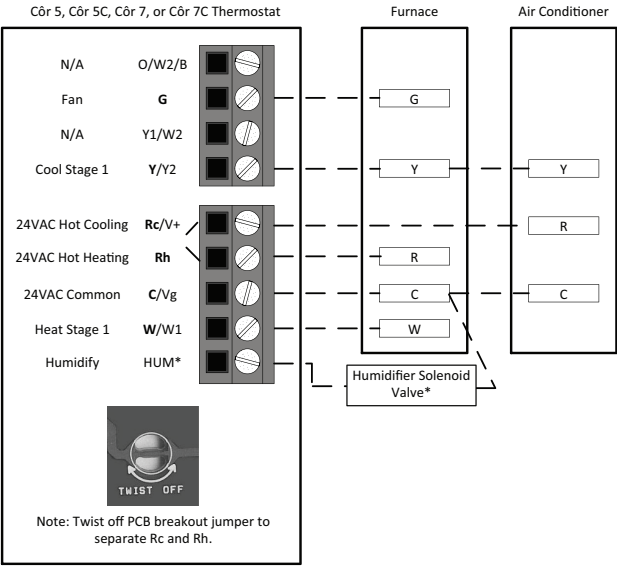 Côr 5, Côr 5C, Côr 7, or Côr 7C Thermostat
Furnace
Air Conditioner
N/A O/W2/B
Fan G
G
N/A Y1/W2
Cool Stage 1 Y/Y2
Y
Y
24VAC Hot Cooling Rc/V+
R
24VAC Hot Heating Rh
R
24VAC Common C/Vg
C
C
Heat Stage 1 W/W1
W
Humidify HUM*
Humidifier Solenoid
Valve*
TWIST OFF
Note: Twist off PCB breakout jumper to
separate Rc and Rh.